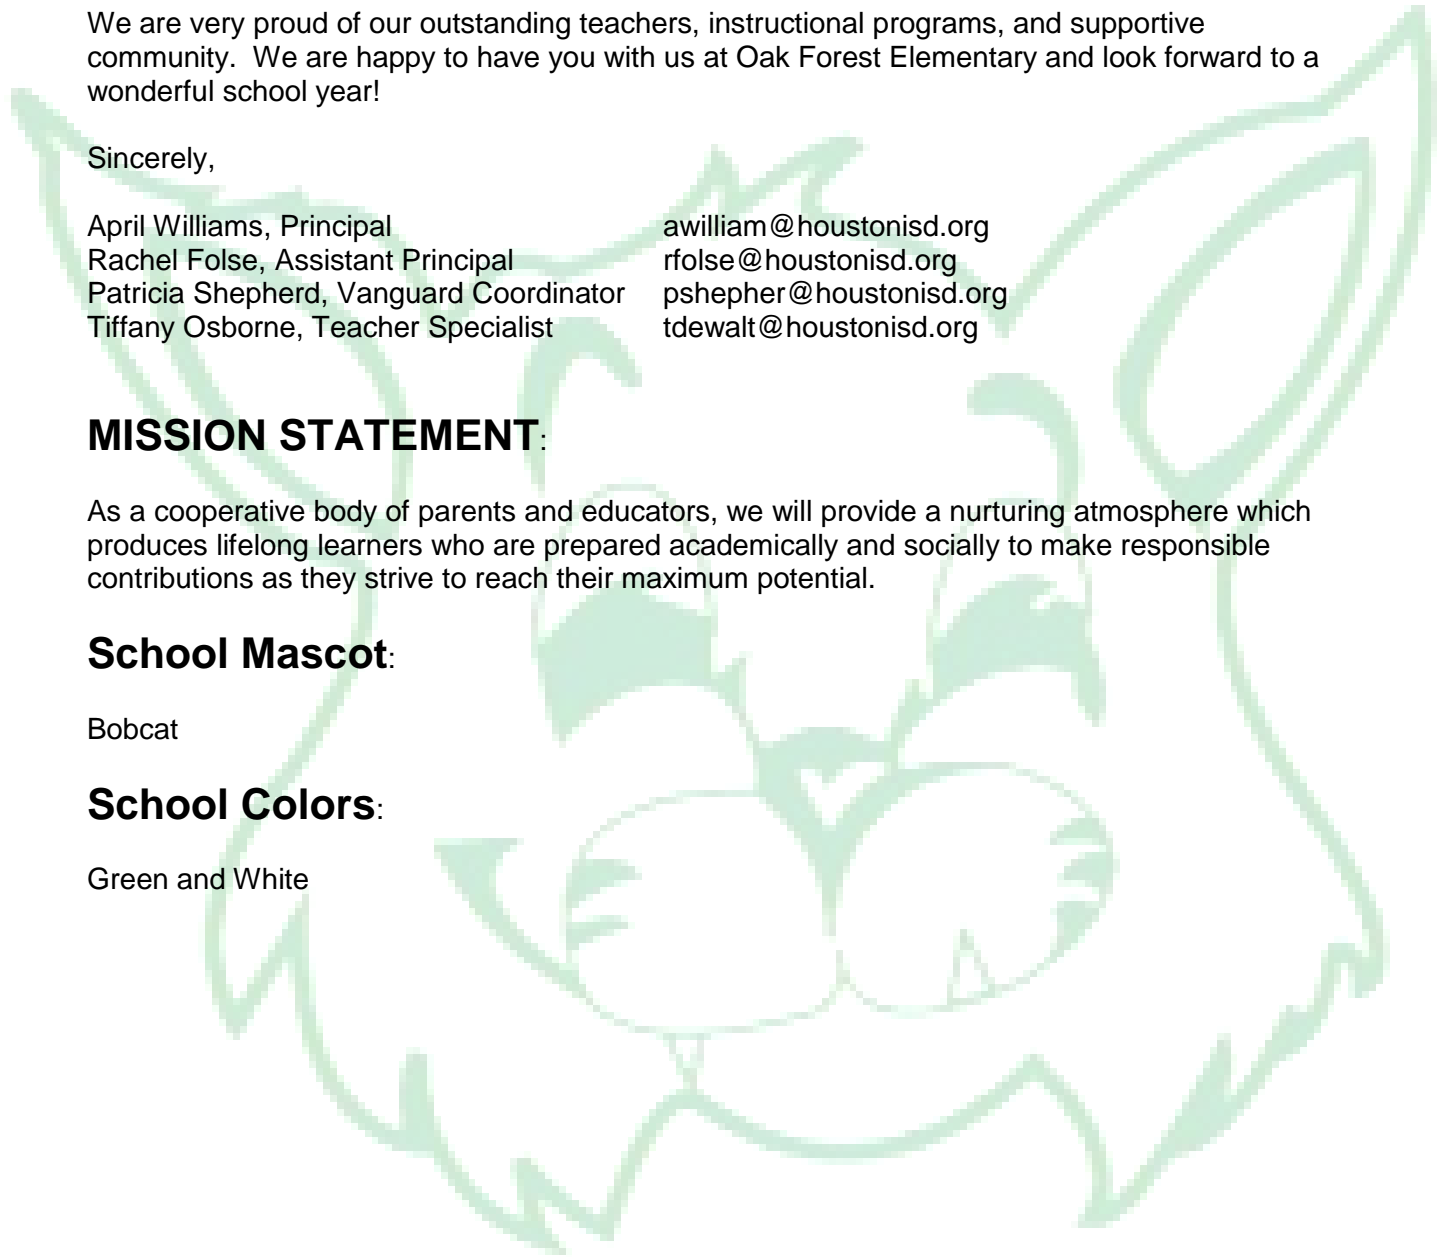 We are very proud of our outstanding teachers, instructional programs, and supportive
community.  We are happy to have you with us at Oak Forest Elementary and look forward to a
wonderful school year!
Sincerely,
April Williams, Principal awilliam@houstonisd.org
Rachel Folse, Assistant Principal rfolse@houstonisd.org
Patricia Shepherd, Vanguard Coordinator pshepher@houstonisd.org
Tiffany Osborne, Teacher Specialist tdewalt@houstonisd.org
MISSION STATEMENT:
As a cooperative body of parents and educators, we will provide a nurturing atmosphere which
produces lifelong learners who are prepared academically and socially to make responsible
contributions as they strive to reach their maximum potential.
School Mascot:
Bobcat
School Colors:
Green and White